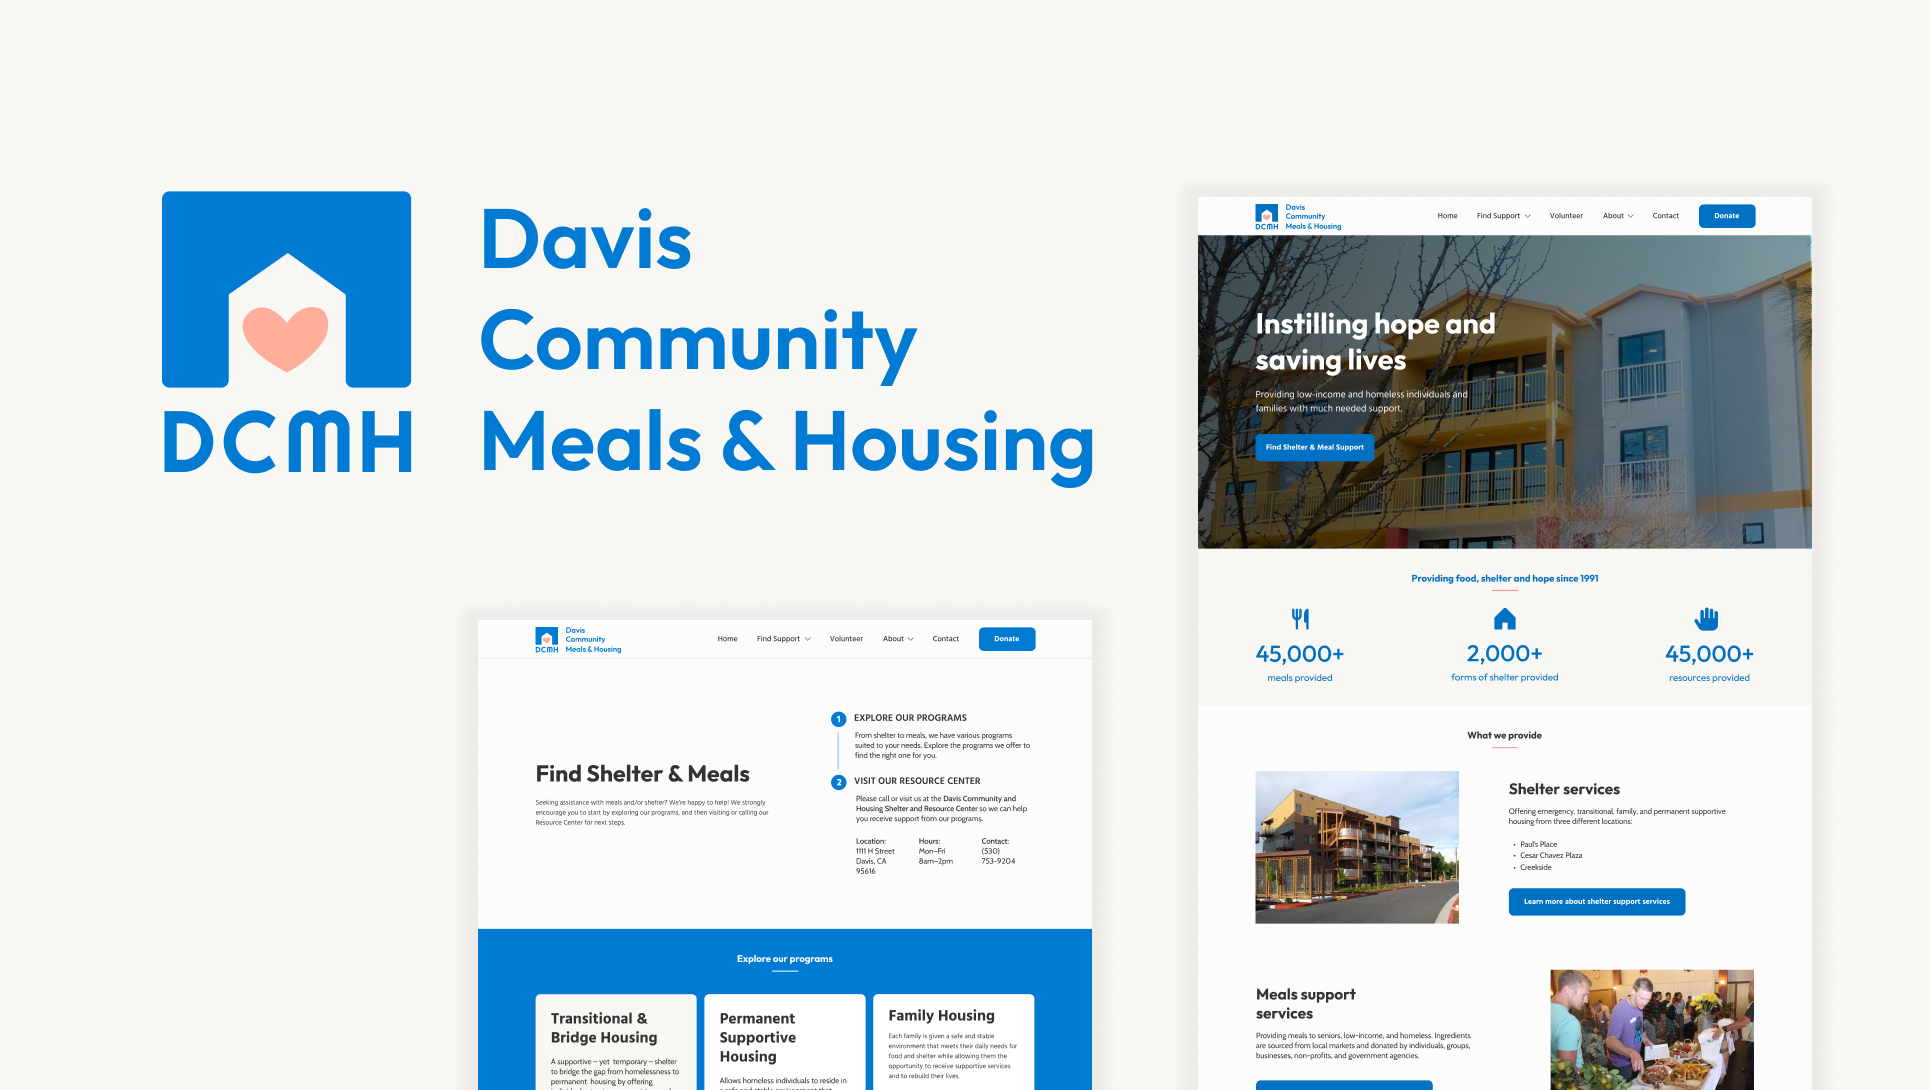 DCMH
Davis
Community
Meals & Housing
Davis
Community
Meals & Housing
DCMH
Home
Find Support
Volunteer
About
Contact
Donate
Find Shelter & Meals
Seeking assistance with meals and/or shelter? We're happy to help! We strongly
encourage you to start by exploring our programs, and then visiting or calling our
Resource Center for next steps.
1 EXPLORE OUR PROGRAMS
From shelter to meals, we have various programs
suited to your needs. Explore the programs we offer to
find the right one for you.
2 VISIT OUR RESOURCE CENTER
Please call or visit us at the Davis Community and
Housing Shelter and Resource Center so we can help
you receive support from our programs.
Location:
1111 H Street
Davis, CA
95616
Hours:
Mon–Fri
8am–2pm
Contact:
(530)
753-9204
Explore our programs
Transitional &
Bridge Housing
A supportive – yet temporary – shelter
to bridge the gap from homelessness to
permanent housing by offering
Permanent
Supportive
Housing
Allows homeless individuals to reside in
Family Housing
Each family is given a safe and stable
environment that meets their daily needs for
food and shelter while allowing them the
opportunity to receive supportive services
and to rebuild their lives.
Davis
Community
Meals & Housing
DCMH
Home
Find Support
Volunteer
About
Contact
Donate
Instilling hope and
saving lives
Providing low-income and homeless individuals and
families with much needed support.
Find Shelter & Meal Support
Providing food, shelter and hope since 1991
45,000+
meals provided
2,000+
forms of shelter provided
45,000+
resources provided
What we provide
Shelter services
Offering emergency, transitional, family, and permanent supportive
housing from three different locations:
• Paul's Place
• Cesar Chavez Plaza
• Creekside
Learn more about shelter support services
Meals support
services
Providing meals to seniors, low-income, and homeless. Ingredients
are sourced from local markets and donated by individuals, groups,
businesses, non-profits, and government agencies.